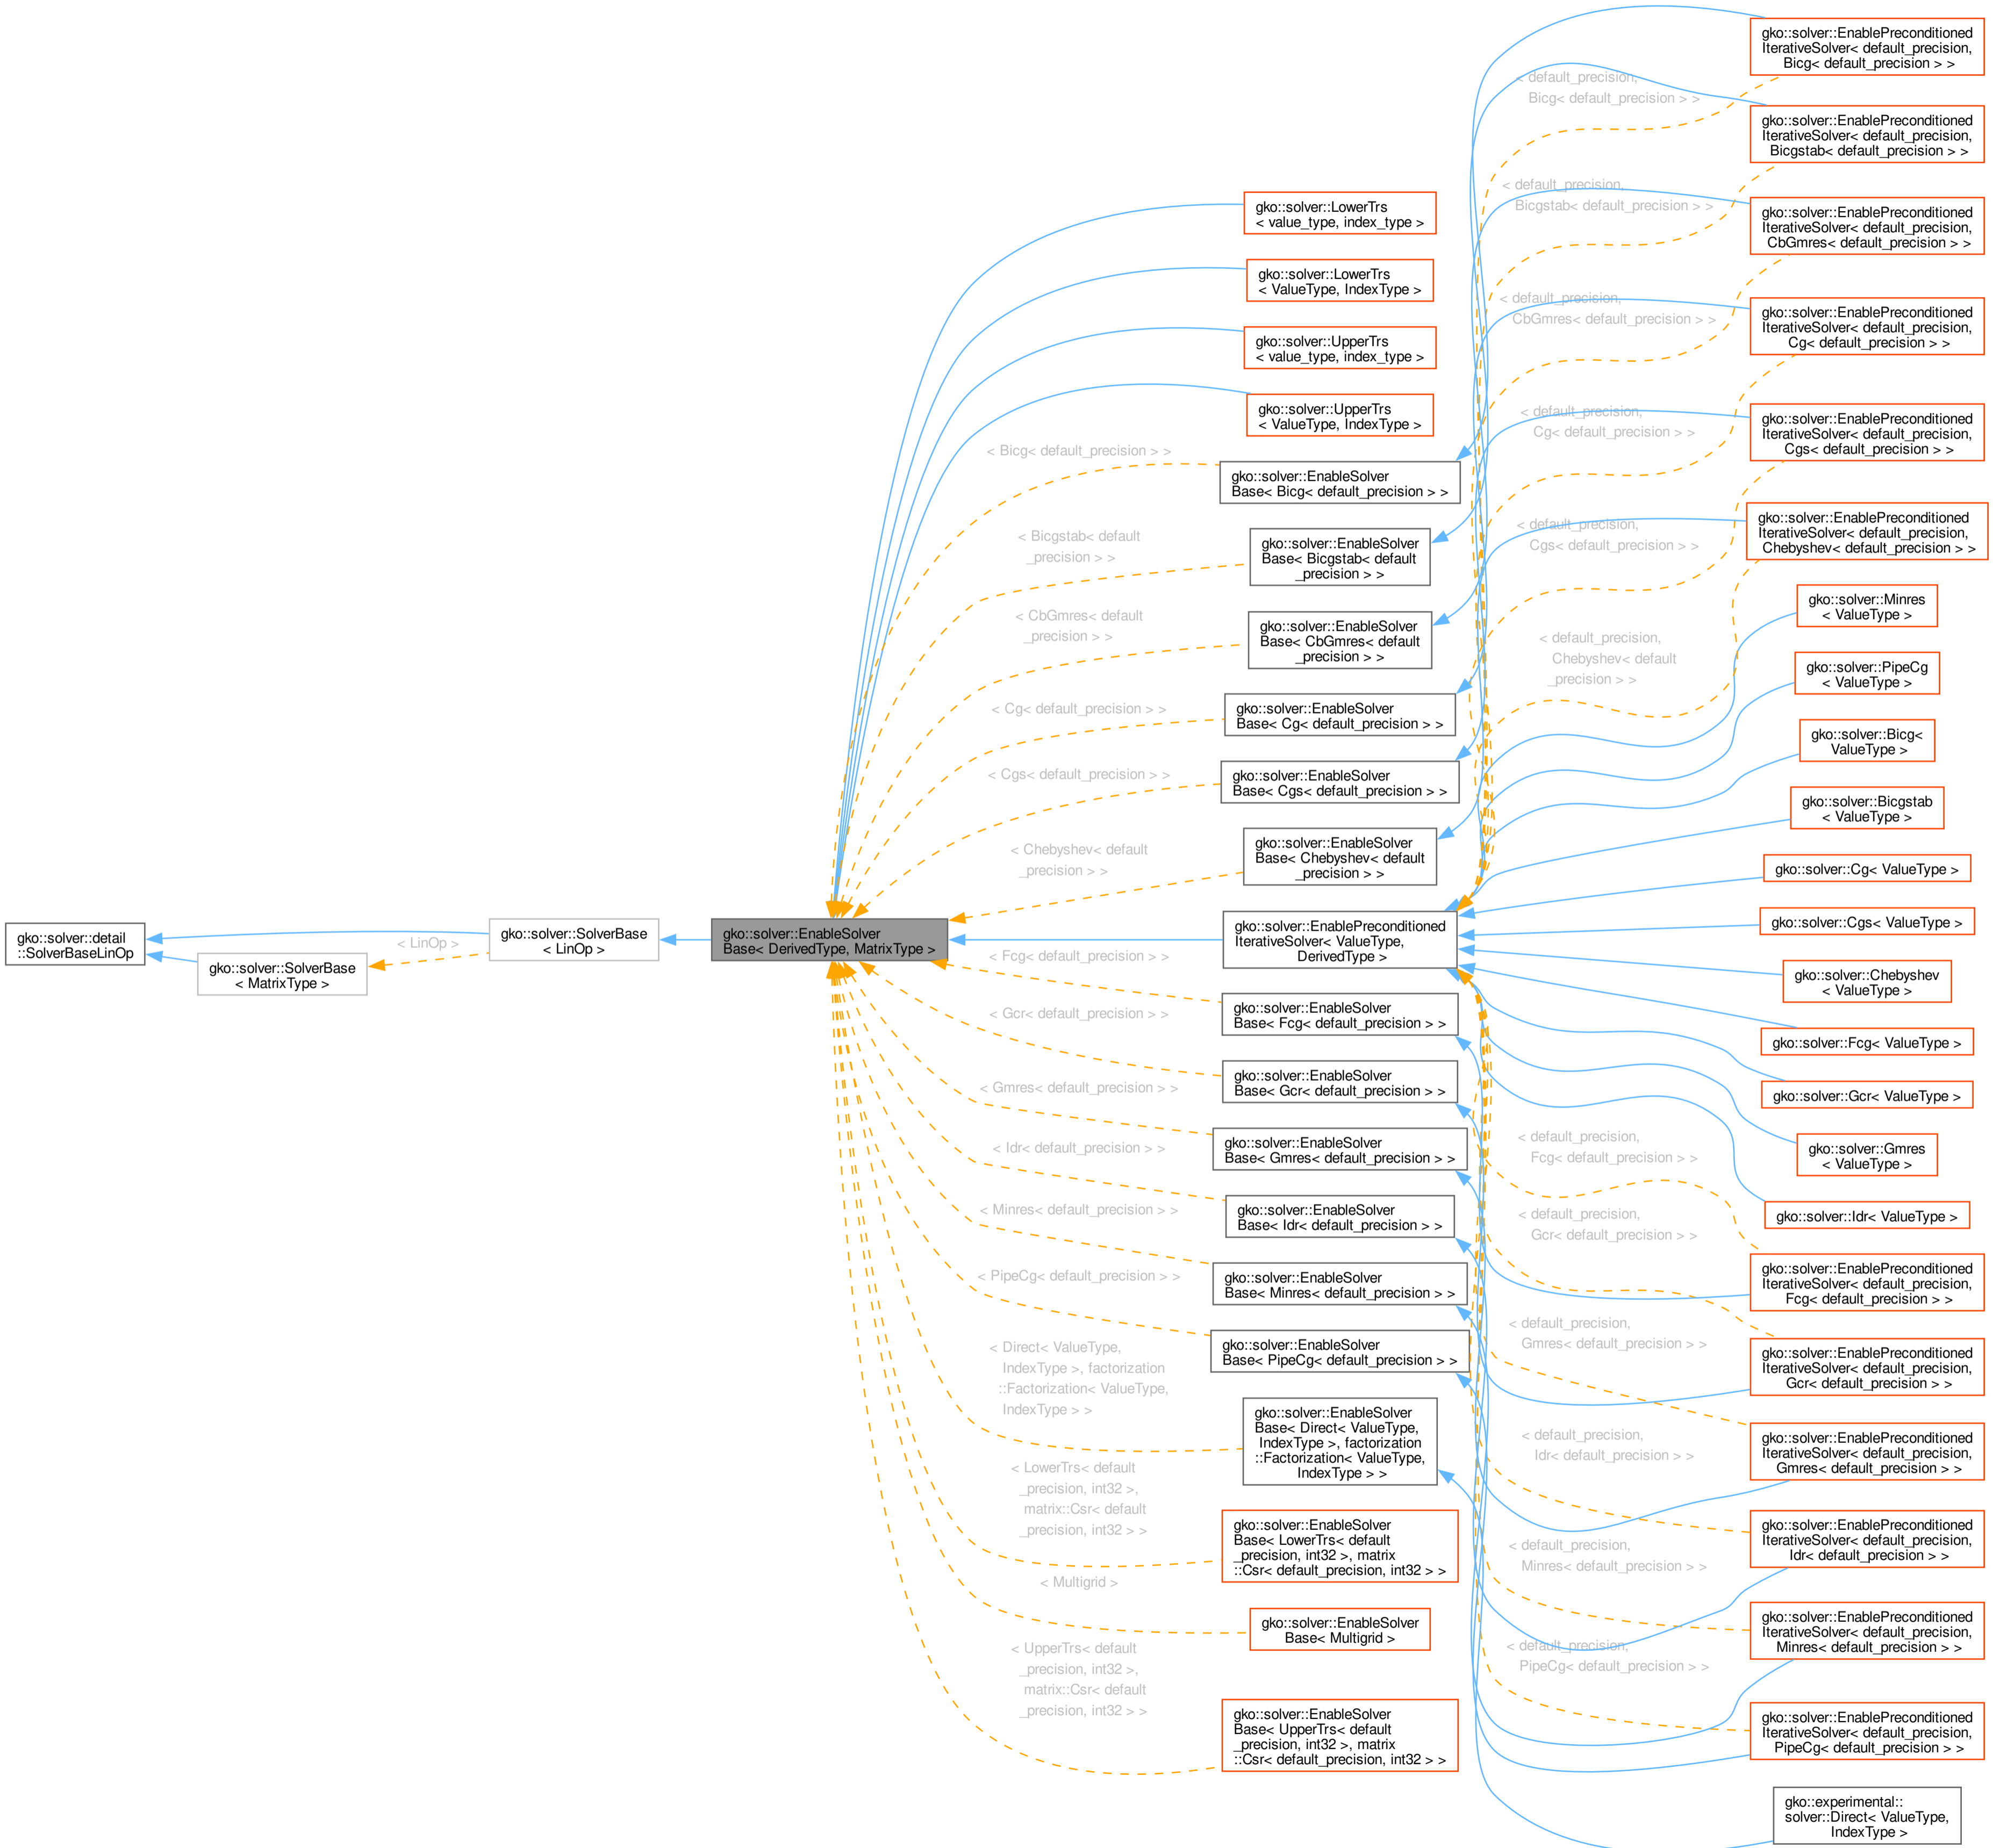 gko::solver::detail
::SolverBaseLinOp
< LinOp >
gko::solver::SolverBase
< MatrixType >
gko::solver::SolverBase
< LinOp >
gko::solver::EnableSolver
Base< DerivedType, MatrixType >
< Bicg< default_precision > >
< Bicgstab< default
_precision > >
< CbGmres< default
_precision > >
< Cg< default_precision > >
< Cgs< default_precision > >
< Chebyshev< default
_precision > >
< Fcg< default_precision > >
< Gcr< default_precision > >
< Gmres< default_precision > >
< Idr< default_precision > >
< Minres< default_precision > >
< PipeCg< default_precision > >
< Direct< ValueType,
IndexType >, factorization
::Factorization< ValueType,
IndexType > >
< LowerTrs< default
_precision, int32 >,
matrix::Csr< default
_precision, int32 > >
< Multigrid >
< UpperTrs< default
_precision, int32 >,
matrix::Csr< default
_precision, int32 > >
gko::solver::LowerTrs
< value_type, index_type >
gko::solver::LowerTrs
< ValueType, IndexType >
gko::solver::UpperTrs
< value_type, index_type >
gko::solver::UpperTrs
< ValueType, IndexType >
gko::solver::EnableSolver
Base< Bicg< default_precision > >
gko::solver::EnableSolver
Base< Bicgstab< default
_precision > >
gko::solver::EnableSolver
Base< CbGmres< default
_precision > >
gko::solver::EnableSolver
Base< Cg< default_precision > >
gko::solver::EnableSolver
Base< Cgs< default_precision > >
gko::solver::EnableSolver
Base< Chebyshev< default
_precision > >
gko::solver::EnablePreconditioned
IterativeSolver< ValueType,
DerivedType >
gko::solver::EnableSolver
Base< Fcg< default_precision > >
gko::solver::EnableSolver
Base< Gcr< default_precision > >
gko::solver::EnableSolver
Base< Gmres< default_precision > >
gko::solver::EnableSolver
Base< Idr< default_precision > >
gko::solver::EnableSolver
Base< Minres< default_precision > >
gko::solver::EnableSolver
Base< PipeCg< default_precision > >
gko::solver::EnableSolver
Base< Direct< ValueType,
IndexType >, factorization
::Factorization< ValueType,
IndexType > >
gko::solver::EnableSolver
Base< LowerTrs< default
_precision, int32 >, matrix
::Csr< default_precision, int32 > >
gko::solver::EnableSolver
Base< Multigrid >
gko::solver::EnableSolver
Base< UpperTrs< default
_precision, int32 >, matrix
::Csr< default_precision, int32 > >
< default_precision,
Bicg< default_precision > >
< default_precision,
Bicgstab< default_precision > >
< default_precision,
CbGmres< default_precision > >
< default_precision,
Cg< default_precision > >
< default_precision,
Cgs< default_precision > >
< default_precision,
Chebyshev< default
_precision > >
< default_precision,
Fcg< default_precision > >
< default_precision,
Gcr< default_precision > >
< default_precision,
Gmres< default_precision > >
< default_precision,
Idr< default_precision > >
< default_precision,
Minres< default_precision > >
< default_precision,
PipeCg< default_precision > >
gko::solver::EnablePreconditioned
IterativeSolver< default_precision,
Bicg< default_precision > >
gko::solver::EnablePreconditioned
IterativeSolver< default_precision,
Bicgstab< default_precision > >
gko::solver::EnablePreconditioned
IterativeSolver< default_precision,
CbGmres< default_precision > >
gko::solver::EnablePreconditioned
IterativeSolver< default_precision,
Cg< default_precision > >
gko::solver::EnablePreconditioned
IterativeSolver< default_precision,
Cgs< default_precision > >
gko::solver::EnablePreconditioned
IterativeSolver< default_precision,
Chebyshev< default_precision > >
gko::solver::Minres
< ValueType >
gko::solver::PipeCg
< ValueType >
gko::solver::Bicg<
ValueType >
gko::solver::Bicgstab
< ValueType >
gko::solver::Cg< ValueType >
gko::solver::Cgs< ValueType >
gko::solver::Chebyshev
< ValueType >
gko::solver::Fcg< ValueType >
gko::solver::Gcr< ValueType >
gko::solver::Gmres
< ValueType >
gko::solver::Idr< ValueType >
gko::solver::EnablePreconditioned
IterativeSolver< default_precision,
Fcg< default_precision > >
gko::solver::EnablePreconditioned
IterativeSolver< default_precision,
Gcr< default_precision > >
gko::solver::EnablePreconditioned
IterativeSolver< default_precision,
Gmres< default_precision > >
gko::solver::EnablePreconditioned
IterativeSolver< default_precision,
Idr< default_precision > >
gko::solver::EnablePreconditioned
IterativeSolver< default_precision,
Minres< default_precision > >
gko::solver::EnablePreconditioned
IterativeSolver< default_precision,
PipeCg< default_precision > >
gko::experimental::
solver::Direct< ValueType,
IndexType >